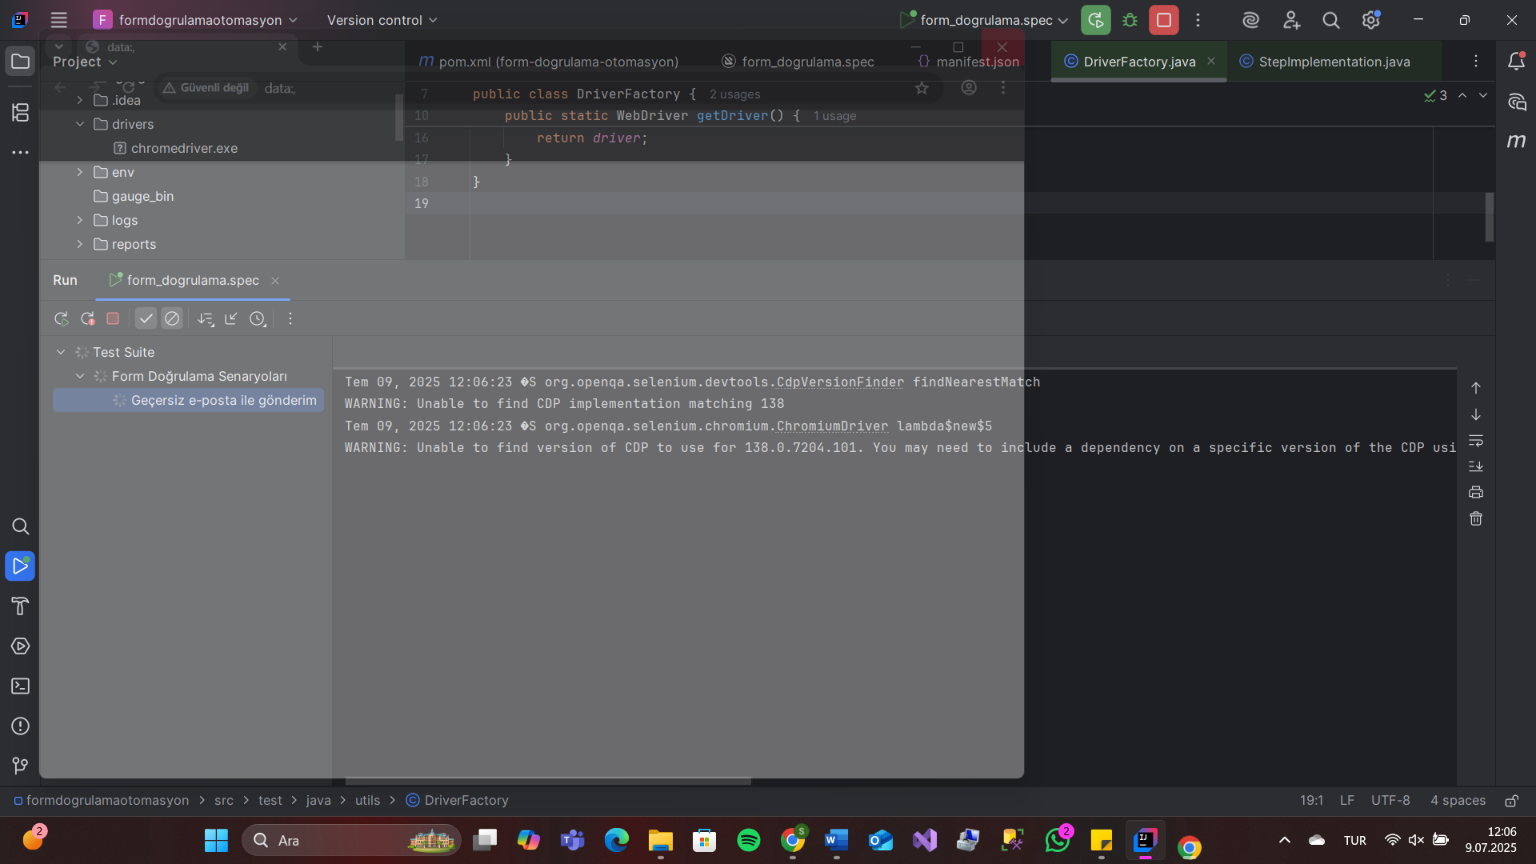 F formdogrulamaotomasyon
Version control
form_dogrulama.spec
data:,
Project
pom.xml (form-dogrulama-otomasyon)
form_dogrulama.spec
manifest.json
DriverFactory.java
StepImplementation.java
Güvenli değil
data:,
.idea
drivers
chromedriver.exe
env
gauge_bin
logs
reports
7 public class DriverFactory { 2 usages
10 public static WebDriver getDriver() { 1 usage
16 return driver;
17 }
18 }
19
3
Run
form_dogrulama.spec
Test Suite
Form Doğrulama Senaryoları
Geçersiz e-posta ile gönderim
Tem 09, 2025 12:06:23 �S org.openqa.selenium.devtools.CdpVersionFinder findNearestMatch
WARNING: Unable to find CDP implementation matching 138
Tem 09, 2025 12:06:23 �S org.openqa.selenium.chromium.ChromiumDriver lambda$new$5
WARNING: Unable to find version of CDP to use for 138.0.7204.101. You may need to include a dependency on a specific version of the CDP usi
formdogrulamaotomasyon > src > test > java > utils > DriverFactory
19:1 LF UTF-8 4 spaces
2
Ara
S
2
TUR
12:06
9.07.2025